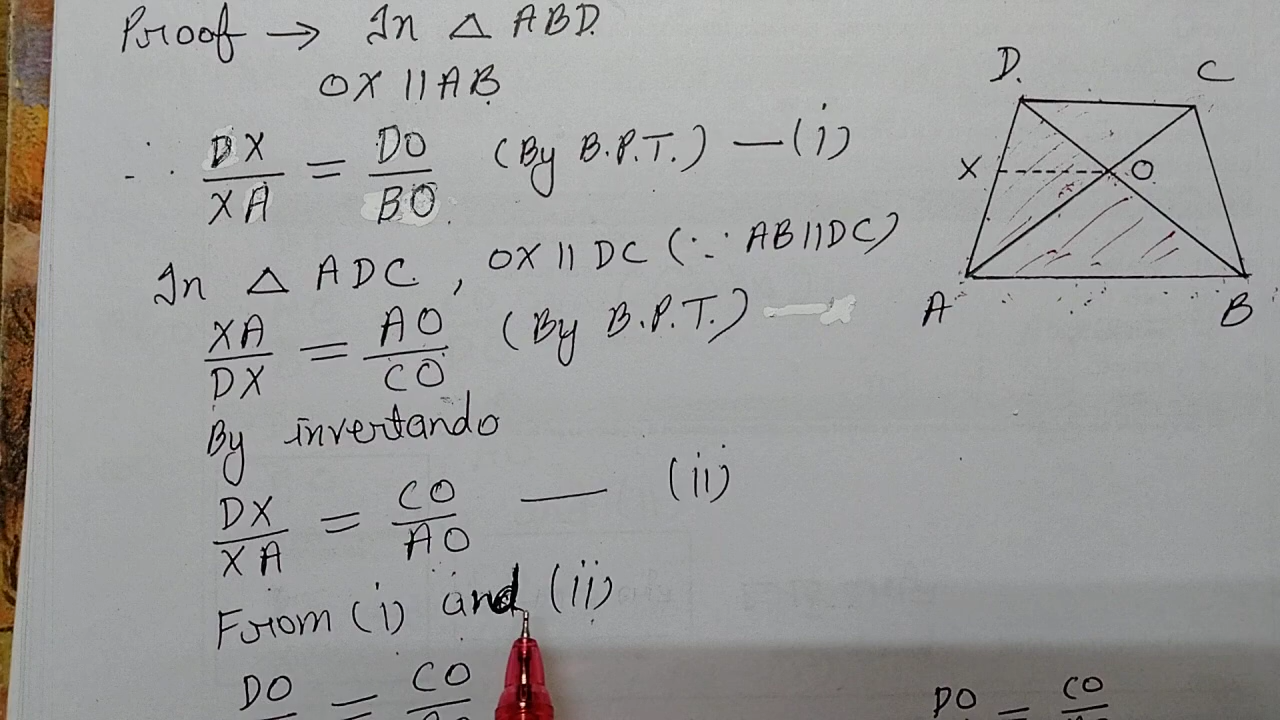 Proof → In △ ABD.
OX || AB
∴ DX/XA = DO/BO (By B.P.T.) — (i)
In △ ADC, OX || DC (∵ AB || DC)
XA/DX = AO/CO (By B.P.T.) —
By invertando
DX/XA = CO/AO — (ii)
From (i) and (ii)
DO = CO
D. C
X O
A B
DO = CO